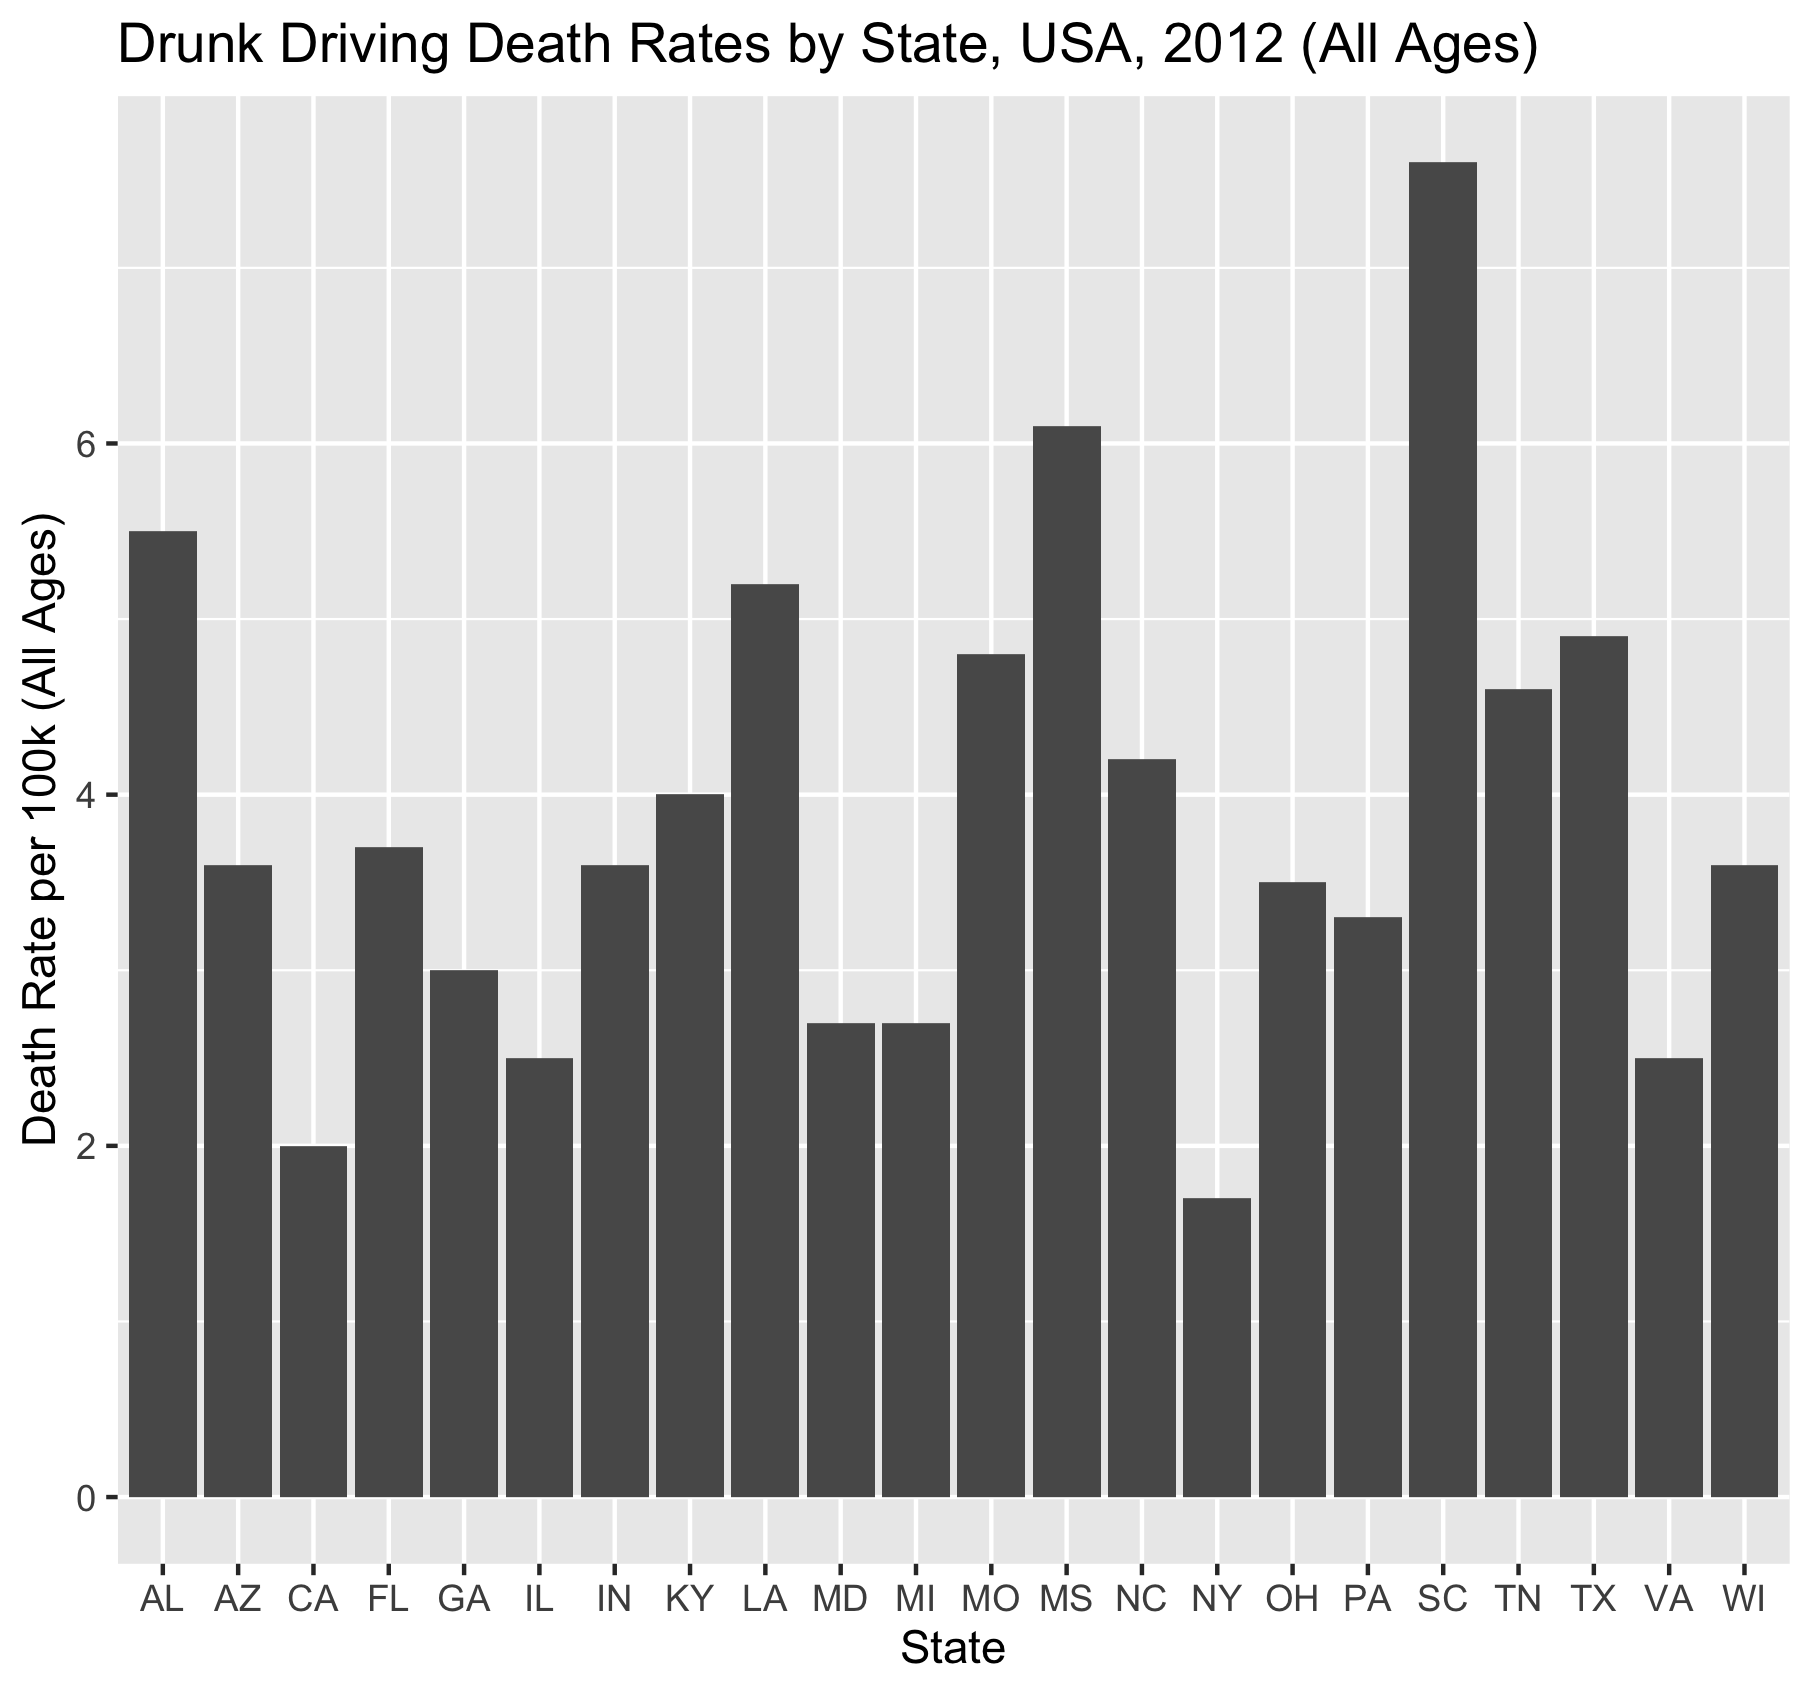 Drunk Driving Death Rates by State, USA, 2012 (All Ages)
Death Rate per 100k (All Ages)
6
4
2
0
AL AZ CA FL GA IL IN KY LA MD MI MO MS NC NY OH PA SC TN TX VA WI
State